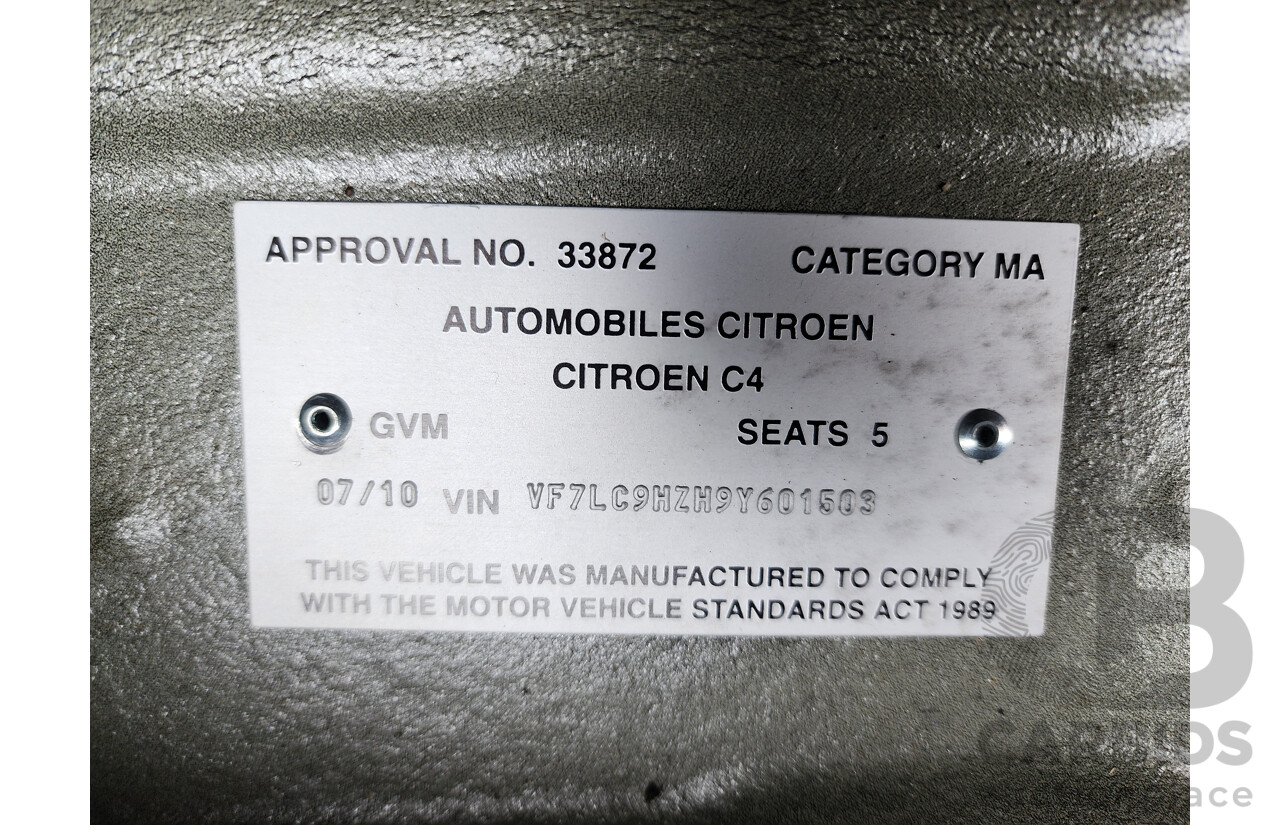 APPROVAL NO. 33872 CATEGORY MA
AUTOMOBILES CITROEN
CITROEN C4
GVM SEATS 5
07/10 VIN VF7LC9HZH9Y601503
THIS VEHICLE WAS MANUFACTURED TO COMPLY
WITH THE MOTOR VEHICLE STANDARDS ACT 1989